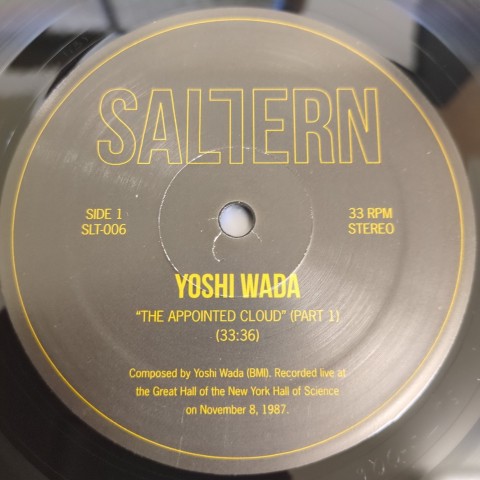 SALTERN
SIDE 1
SLT-006
33 RPM
STEREO
YOSHI WADA
"THE APPOINTED CLOUD" (PART 1)
(33:36)
Composed by Yoshi Wada (BMI). Recorded live at
the Great Hall of the New York Hall of Science
on November 8, 1987.